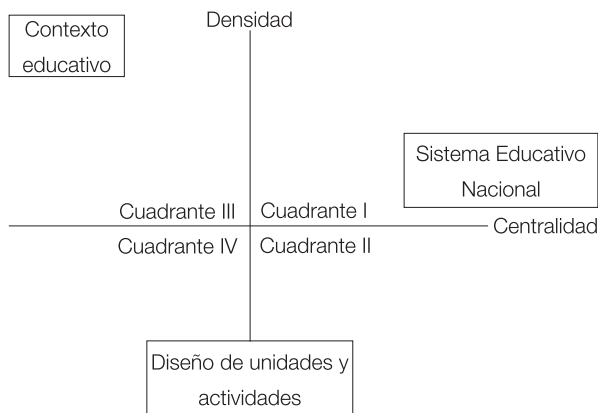 Contexto
educativo
Densidad
Sistema Educativo
Nacional
Cuadrante III
Cuadrante I
Centralidad
Cuadrante IV
Cuadrante II
Diseño de unidades y
actividades